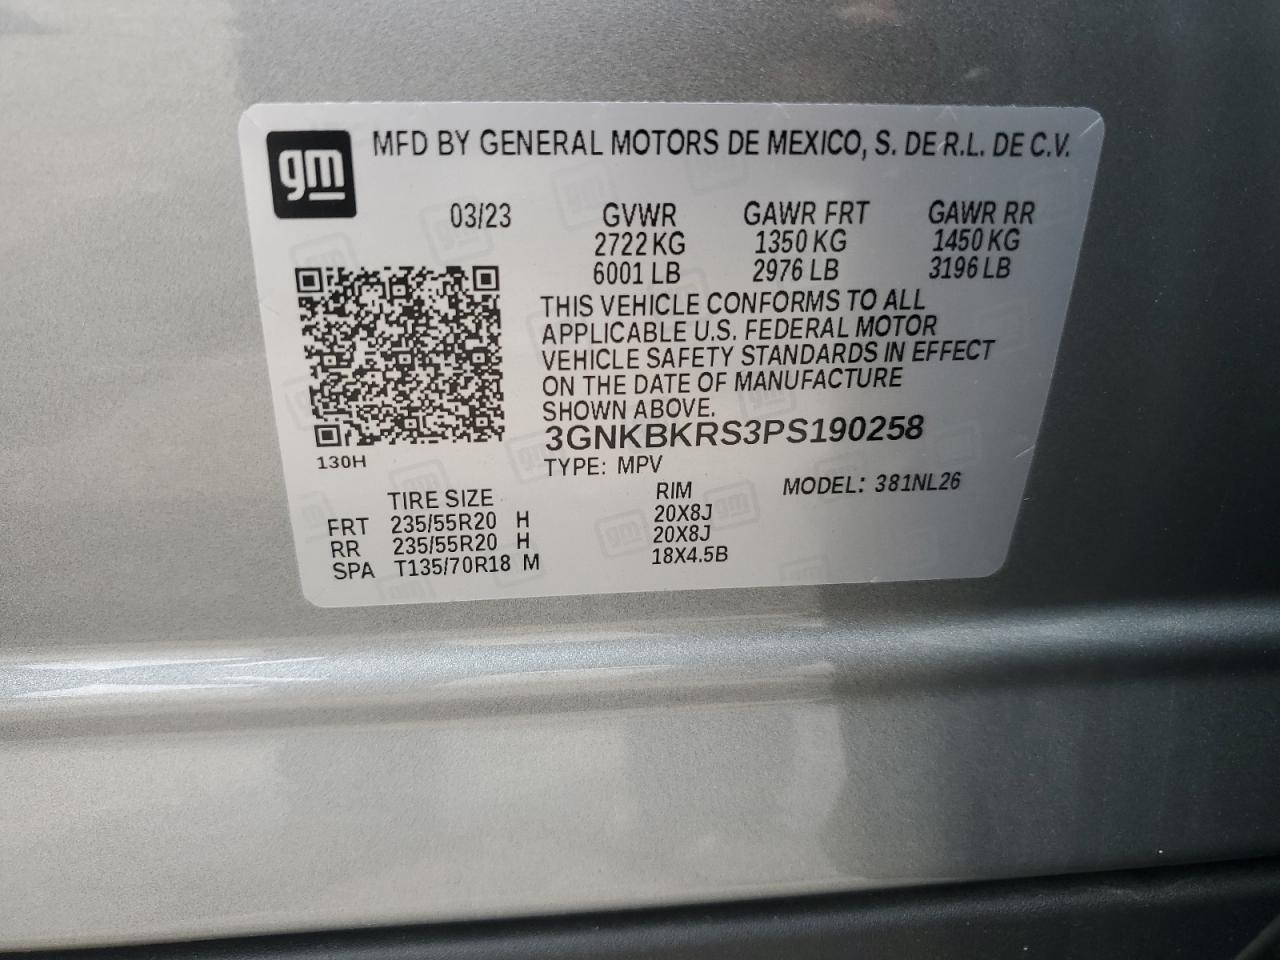 gm MFD BY GENERAL MOTORS DE MEXICO, S. DE R.L. DE C.V.
03/23 GVWR GAWR FRT GAWR RR
2722 KG 1350 KG 1450 KG
6001 LB 2976 LB 3196 LB
THIS VEHICLE CONFORMS TO ALL
APPLICABLE U.S. FEDERAL MOTOR
VEHICLE SAFETY STANDARDS IN EFFECT
ON THE DATE OF MANUFACTURE
SHOWN ABOVE.
3GNKBKRS3PS190258
130H TYPE: MPV
TIRE SIZE RIM MODEL: 381NL26
FRT 235/55R20 H 20X8J
RR 235/55R20 H 20X8J
SPA T135/70R18 M 18X4.5B